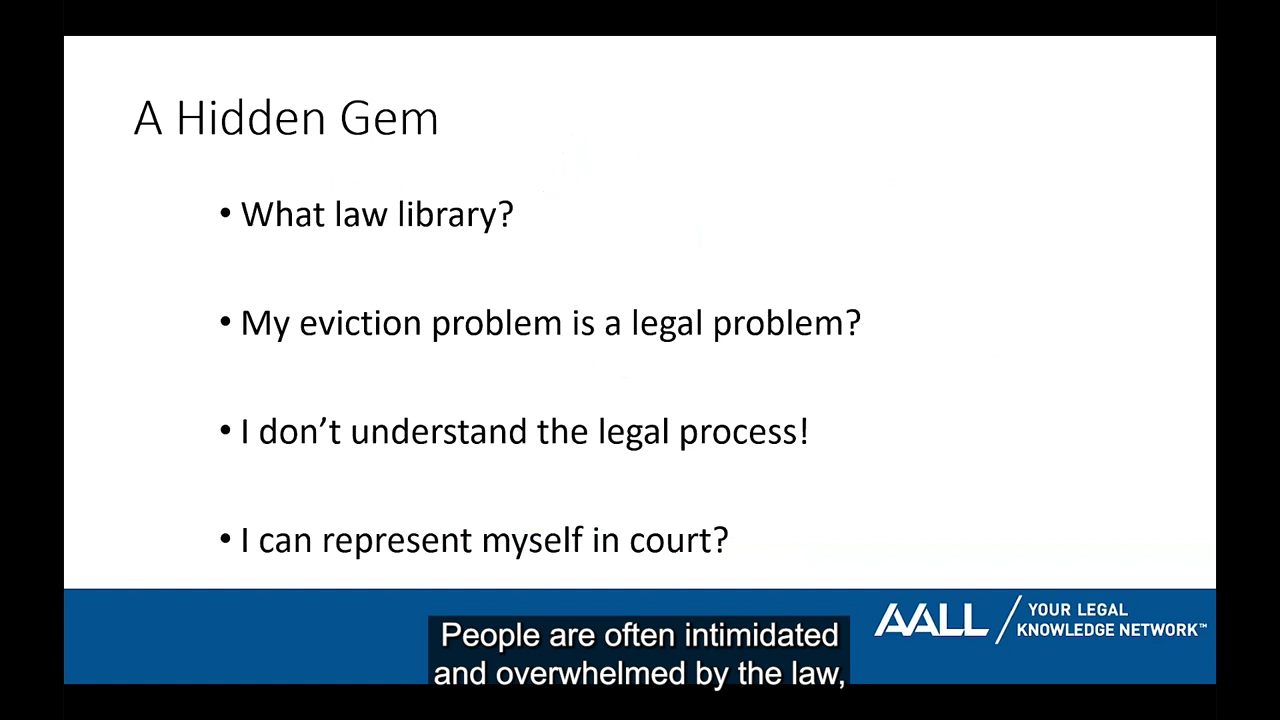 A Hidden Gem
• What law library?
• My eviction problem is a legal problem?
• I don’t understand the legal process!
• I can represent myself in court?
AALL
YOUR LEGAL
KNOWLEDGE NETWORK™
People are often intimidated
and overwhelmed by the law,